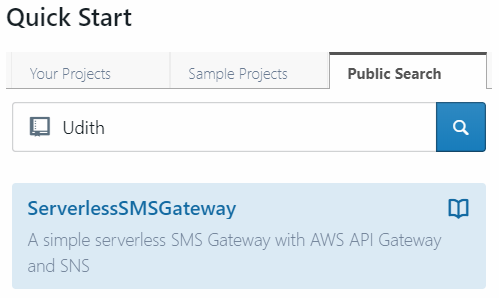 Quick Start
Your Projects
Sample Projects
Public Search
Udith
ServerlessSMSGateway
A simple serverless SMS Gateway with AWS API Gateway
and SNS